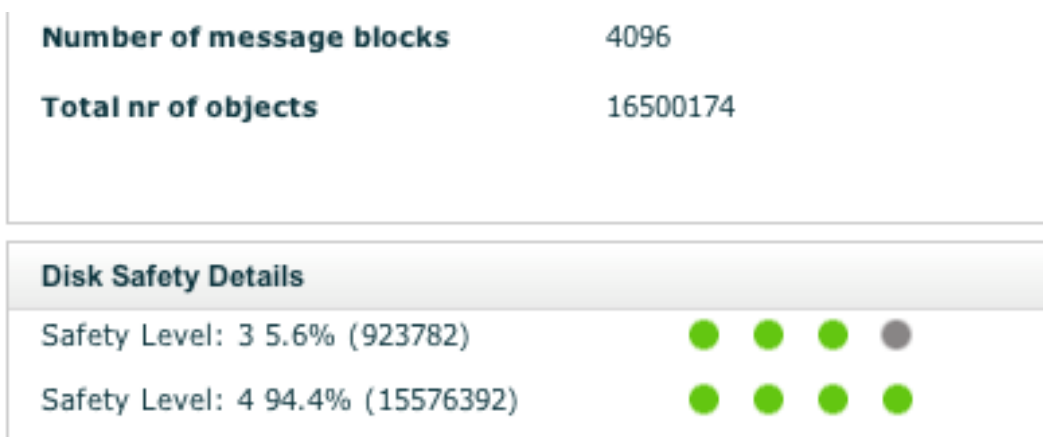 Number of message blocks 4096
Total nr of objects 16500174
Disk Safety Details
Safety Level: 3 5.6% (923782)
Safety Level: 4 94.4% (15576392)